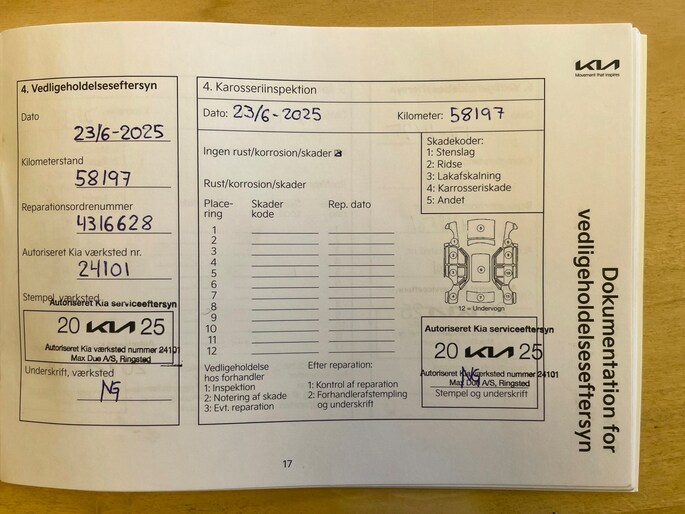 KIA
Movement that inspires
Dokumentation for
vedligeholdelseseftersyn
4. Vedligeholdelseseftersyn
Dato
23/6-2025
Kilometerstand
58197
Reparationsordrenummer
4316628
Autoriseret Kia værksted nr.
24101
Stempel, værksted
Autoriseret Kia serviceeftersyn
20 KIA 25
Autoriseret Kia værksted nummer 24101
Max Due A/S, Ringsted
Underskrift, værksted
NG
4. Karosseriinspektion
Dato: 23/6-2025 Kilometer: 58197
Ingen rust/korrosion/skader
Rust/korrosion/skader
Skadekoder:
1: Stenslag
2: Ridse
3: Lakafskalning
4: Karrosseriskade
5: Andet
Place- Skader Rep. dato
ring kode
1
2
3
4
5
6
7
8
9
10
11
12
12 = Undervogn
Vedligeholdelse
hos forhandler
1: Inspektion
2: Notering af skade
3: Evt. reparation
Efter reparation:
1: Kontrol af reparation
2: Forhandlerafstempling
og underskrift
Autoriseret Kia serviceeftersyn
20 KIA 25
Autoriseret Kia værksted nummer 24101
Max Due A/S, Ringsted
NG
Stempel og underskrift
17